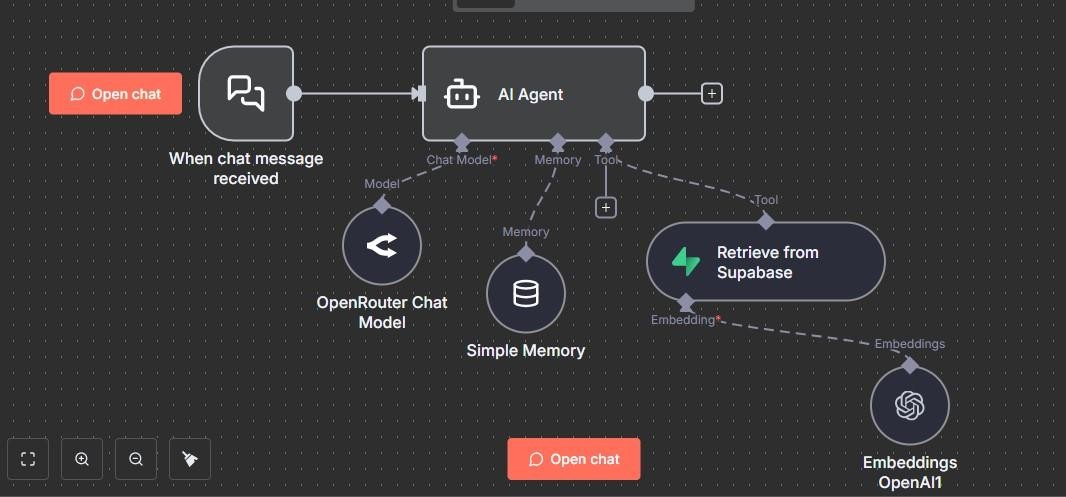 Open chat
AI Agent
When chat message
received
Chat Model*
Memory
Tool
Model
Tool
Memory
Retrieve from
Supabase
OpenRouter Chat
Model
Embedding*
Simple Memory
Embeddings
Open chat
Embeddings
OpenAI1